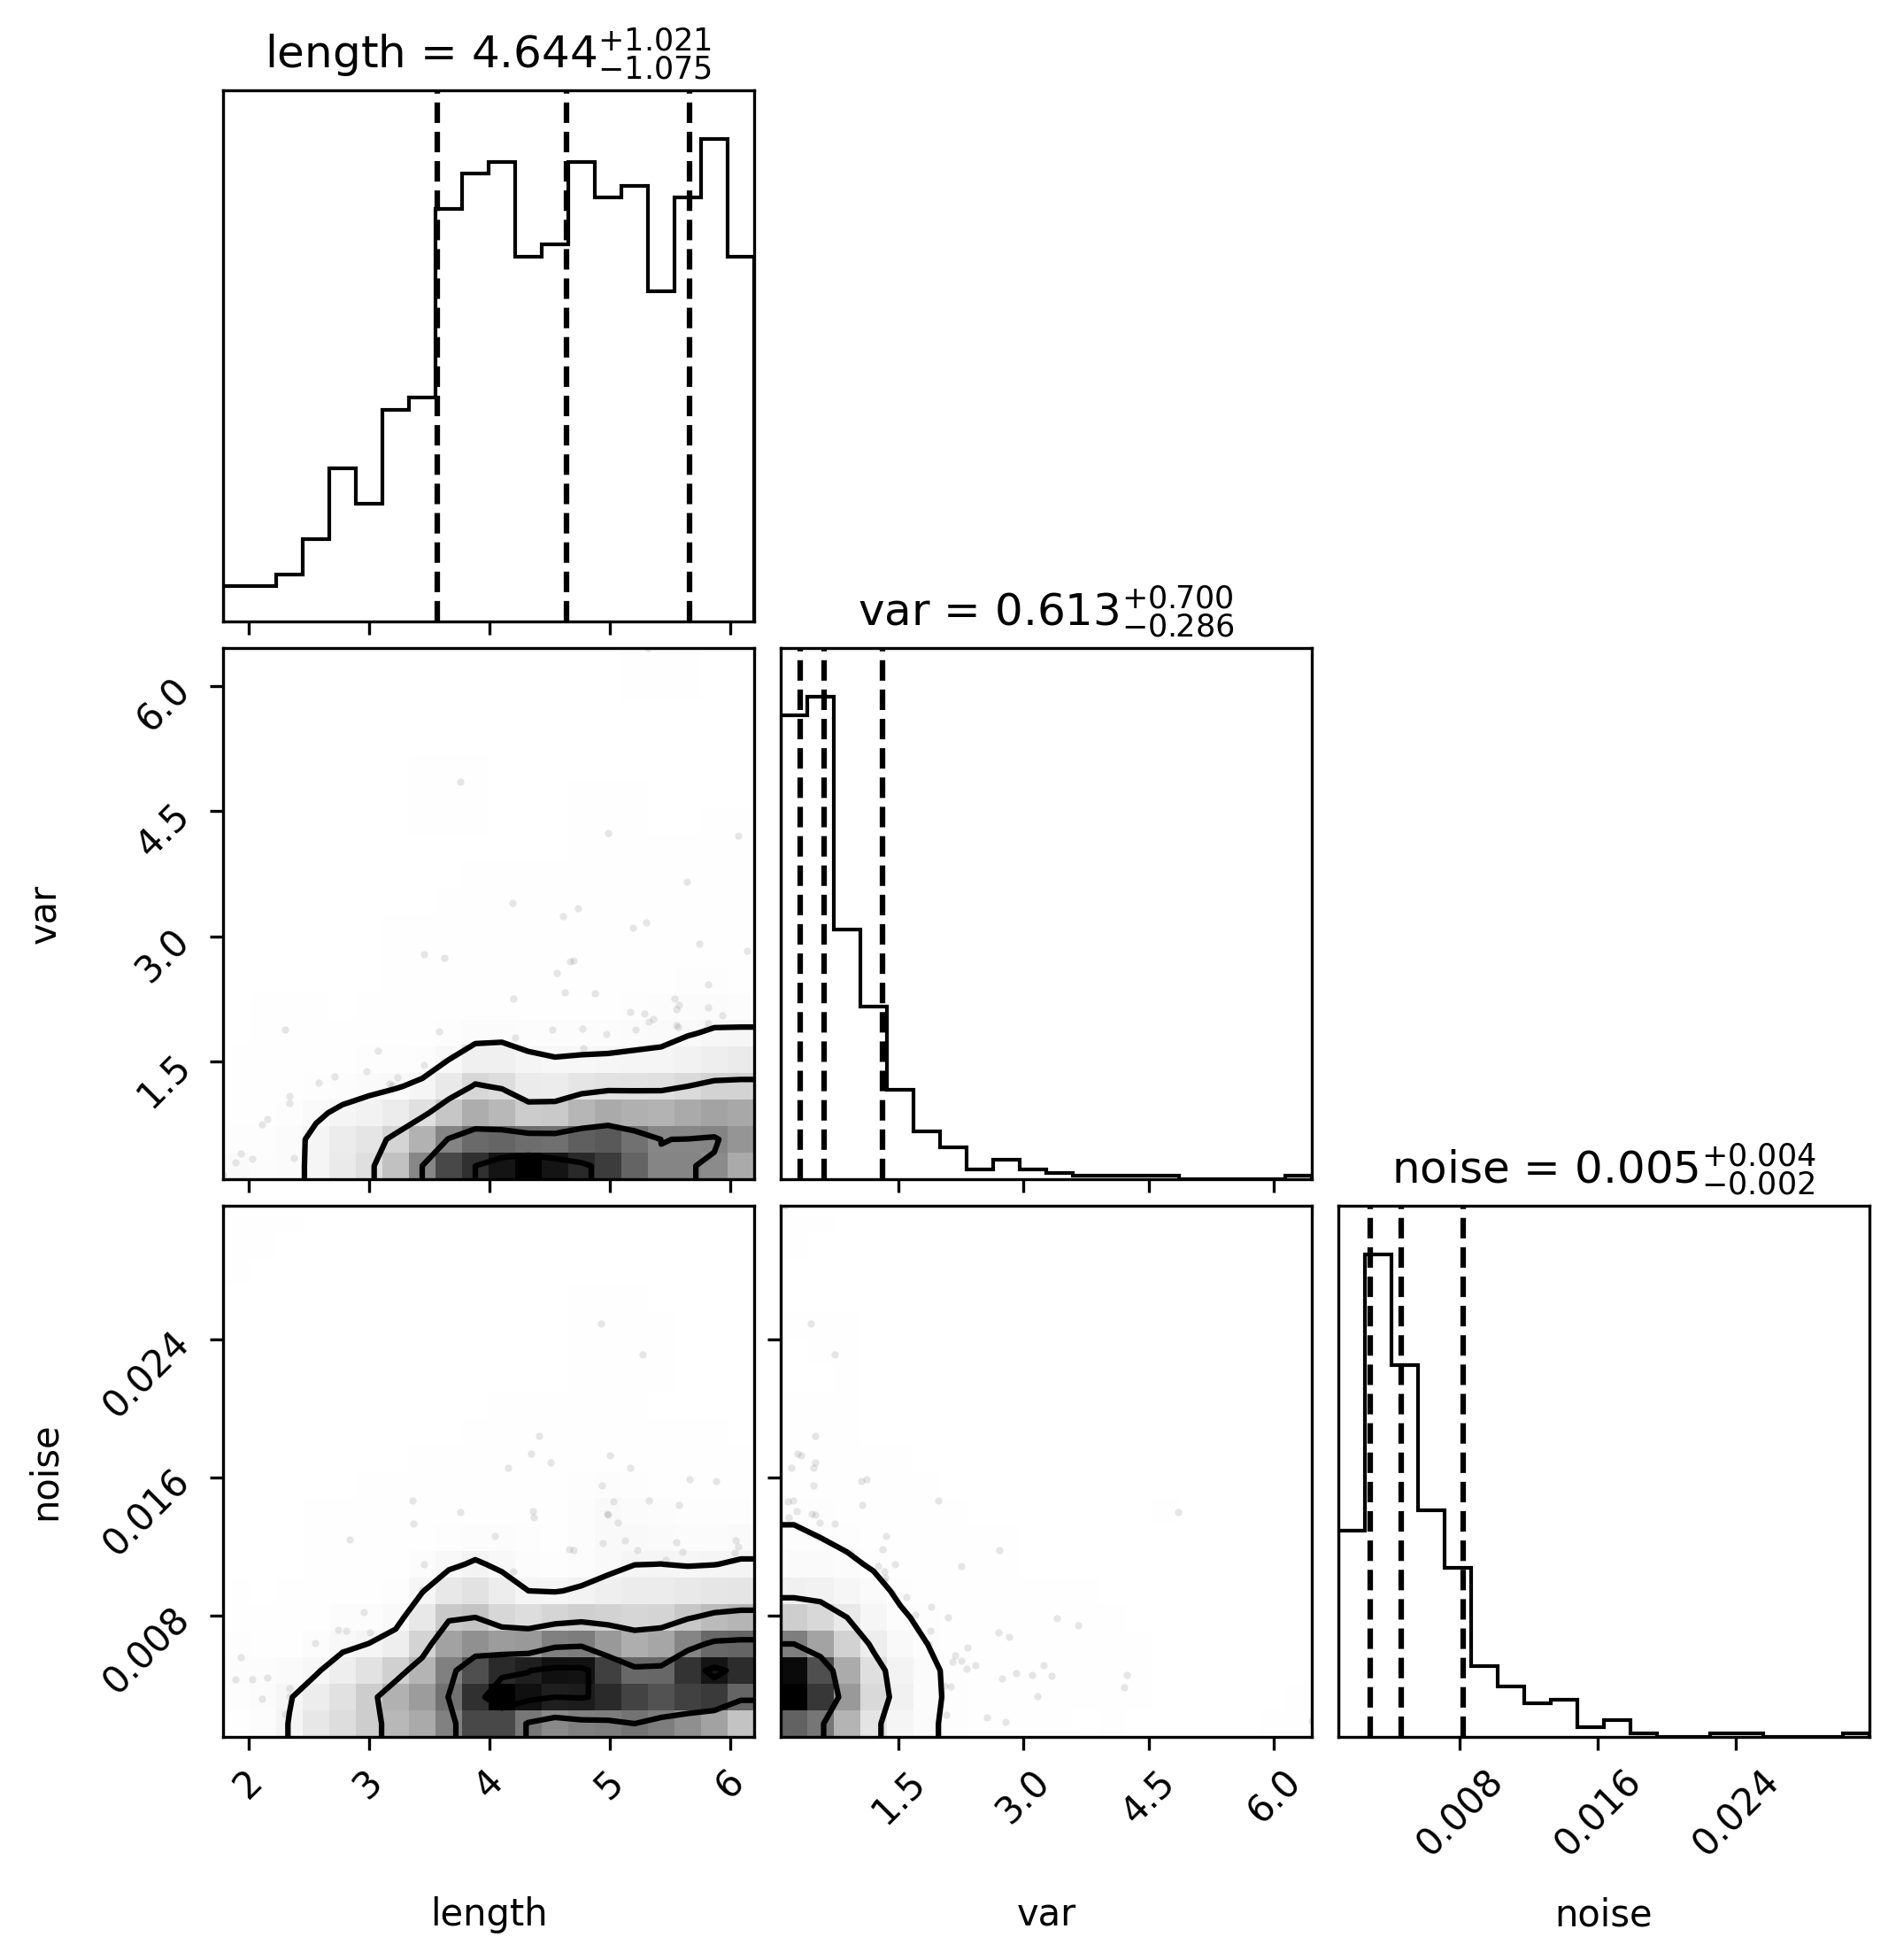 length = 4.644 +1.021 −1.075
var = 0.613 +0.700 −0.286
6.0
4.5
3.0
1.5
var
noise = 0.005 +0.004 −0.002
0.024
0.016
0.008
noise
2 3 4 5 6
1.5 3.0 4.5 6.0
0.008 0.016 0.024
length
var
noise